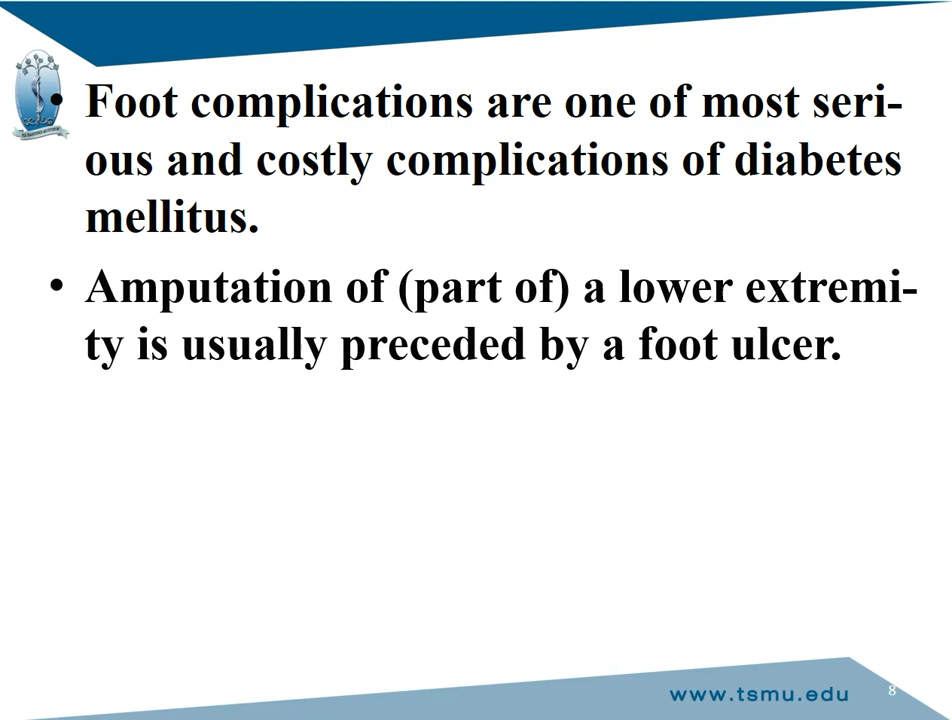 • Foot complications are one of most seri-
ous and costly complications of diabetes
mellitus.
• Amputation of (part of) a lower extremi-
ty is usually preceded by a foot ulcer.
www.tsmu.edu
8